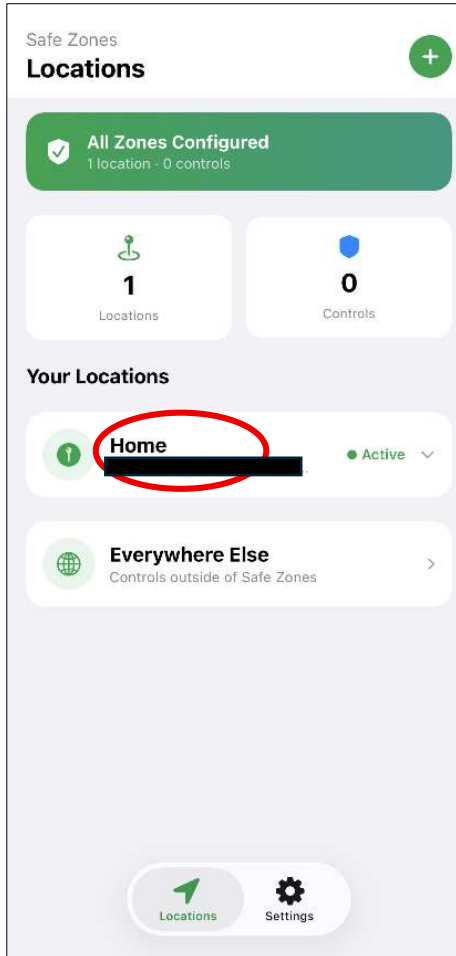 Safe Zones
Locations
All Zones Configured
1 location · 0 controls
1
Locations
0
Controls
Your Locations
Home
Active
Everywhere Else
Controls outside of Safe Zones
Locations
Settings